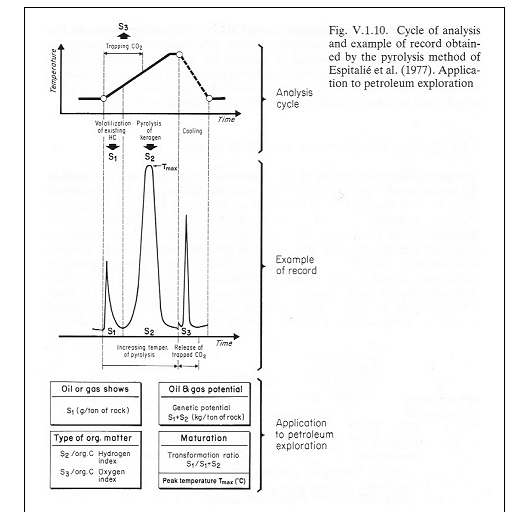 Fig. V.1.10. Cycle of analysis
and example of record obtain-
ed by the pyrolysis method of
Espitalié et al. (1977). Applica-
tion to petroleum exploration
S3
Trapping CO2
Temperature
Time
Analysis
cycle
Volatilization
of existing
HC
Pyrolysis
of
kerogen
Cooling
S1
S2
Tmax
Example
of record
S1
S2
S3
Time
Increasing temper.
of pyrolysis
Release of
trapped CO2
Oil or gas shows
S1 (g/ton of rock)
Oil & gas potential
Genetic potential
S1+S2 (kg/ton of rock)
Type of org. matter
S2/org.C Hydrogen
index
S3/org.C Oxygen
index
Maturation
Transformation ratio
S1/S1+S2
Peak temperature Tmax (°C)
Application
to petroleum
exploration